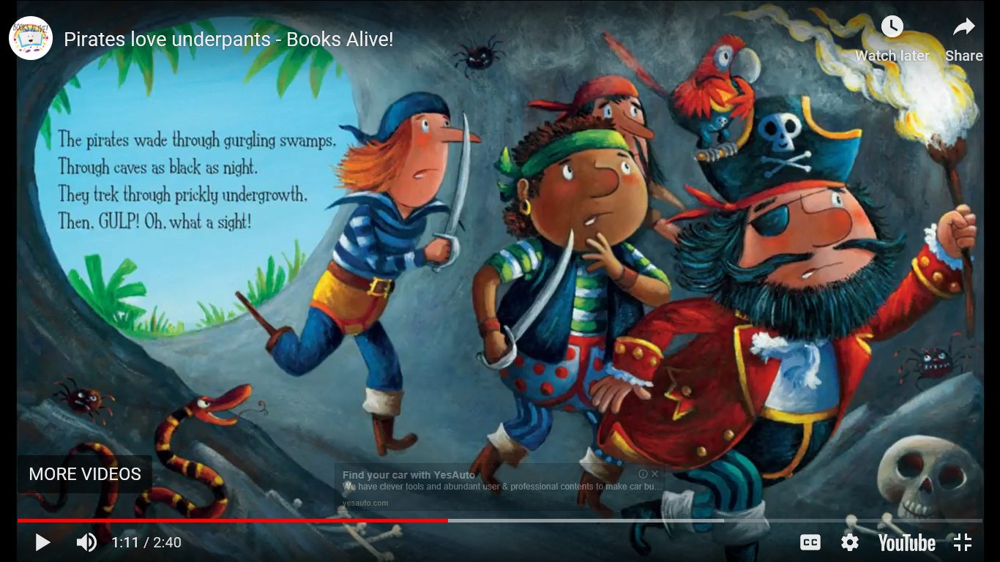 BOOKS ALIVE!
Pirates love underpants - Books Alive!
Watch later
Share
The pirates wade through gurgling swamps,
Through caves as black as night.
They trek through prickly undergrowth,
Then, GULP! Oh, what a sight!
MORE VIDEOS
Find your car with YesAuto
We have clever tools and abundant user & professional contents to make car bu...
yesauto.com
1:11 / 2:40
CC
YouTube